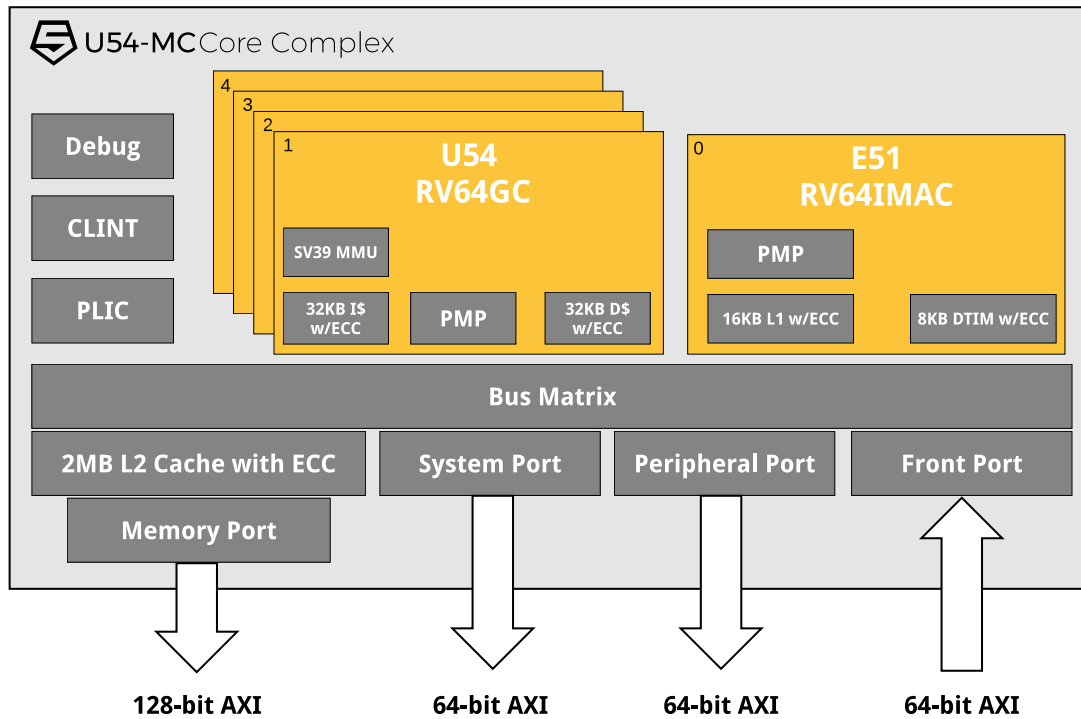 U54-MC Core Complex
Debug
CLINT
PLIC
4
3
2
1
U54
RV64GC
SV39 MMU
32KB I$
w/ECC
PMP
32KB D$
w/ECC
0
E51
RV64IMAC
PMP
16KB L1 w/ECC
8KB DTIM w/ECC
Bus Matrix
2MB L2 Cache with ECC
System Port
Peripheral Port
Front Port
Memory Port
128-bit AXI
64-bit AXI
64-bit AXI
64-bit AXI